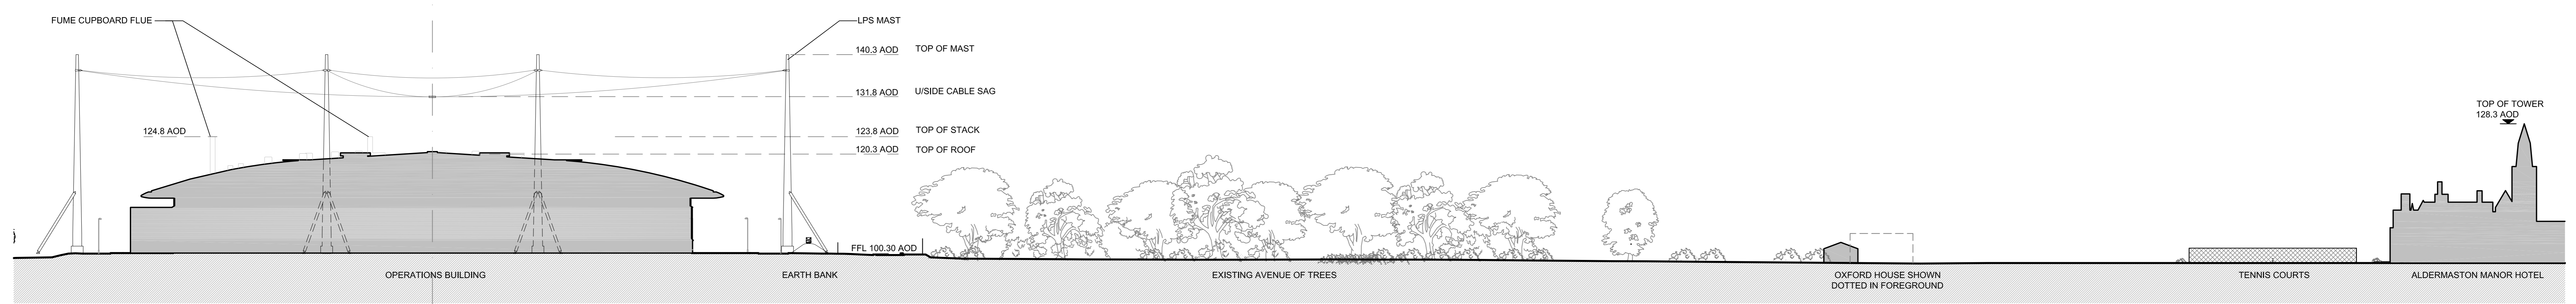 FUME CUPBOARD FLUE
LPS MAST
140.3 AOD TOP OF MAST
131.8 AOD U/SIDE CABLE SAG
124.8 AOD
123.8 AOD TOP OF STACK
120.3 AOD TOP OF ROOF
TOP OF TOWER
128.3 AOD
FFL 100.30 AOD
OPERATIONS BUILDING
EARTH BANK
EXISTING AVENUE OF TREES
OXFORD HOUSE SHOWN
DOTTED IN FOREGROUND
TENNIS COURTS
ALDERMASTON MANOR HOTEL